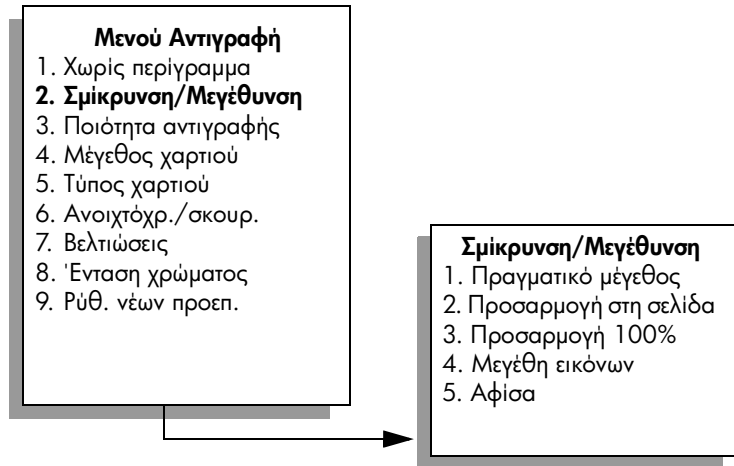 Μενού Αντιγραφή
1. Χωρίς περίγραμμα
2. Σμίκρυνση/Μεγέθυνση
3. Ποιότητα αντιγραφής
4. Μέγεθος χαρτιού
5. Τύπος χαρτιού
6. Ανοιχτόχρ./σκουρ.
7. Βελτιώσεις
8. Ένταση χρώματος
9. Ρύθ. νέων προεπ.
Σμίκρυνση/Μεγέθυνση
1. Πραγματικό μέγεθος
2. Προσαρμογή στη σελίδα
3. Προσαρμογή 100%
4. Μεγέθη εικόνων
5. Αφίσα